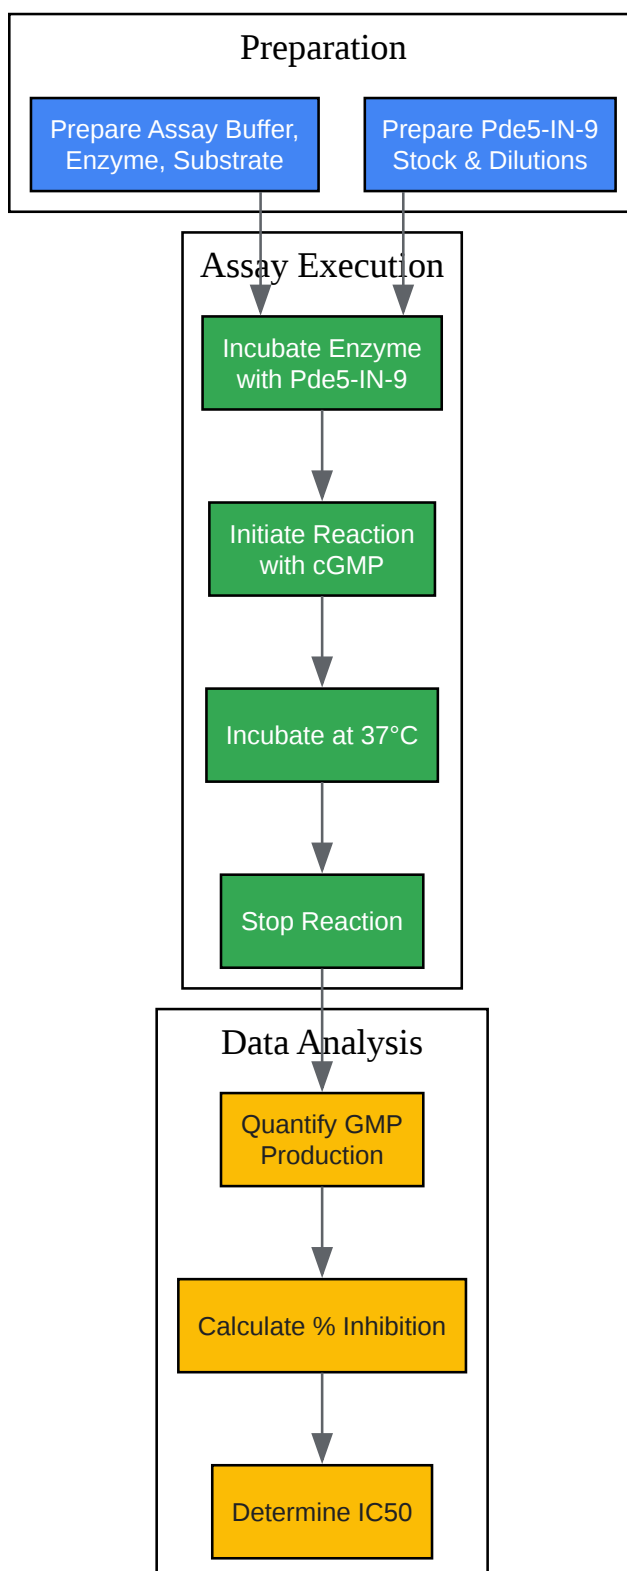 Preparation
Prepare Assay Buffer,
Enzyme, Substrate
Prepare Pde5-IN-9
Stock & Dilutions
Assay Execution
Incubate Enzyme
with Pde5-IN-9
Initiate Reaction
with cGMP
Incubate at 37°C
Stop Reaction
Data Analysis
Quantify GMP
Production
Calculate % Inhibition
Determine IC50